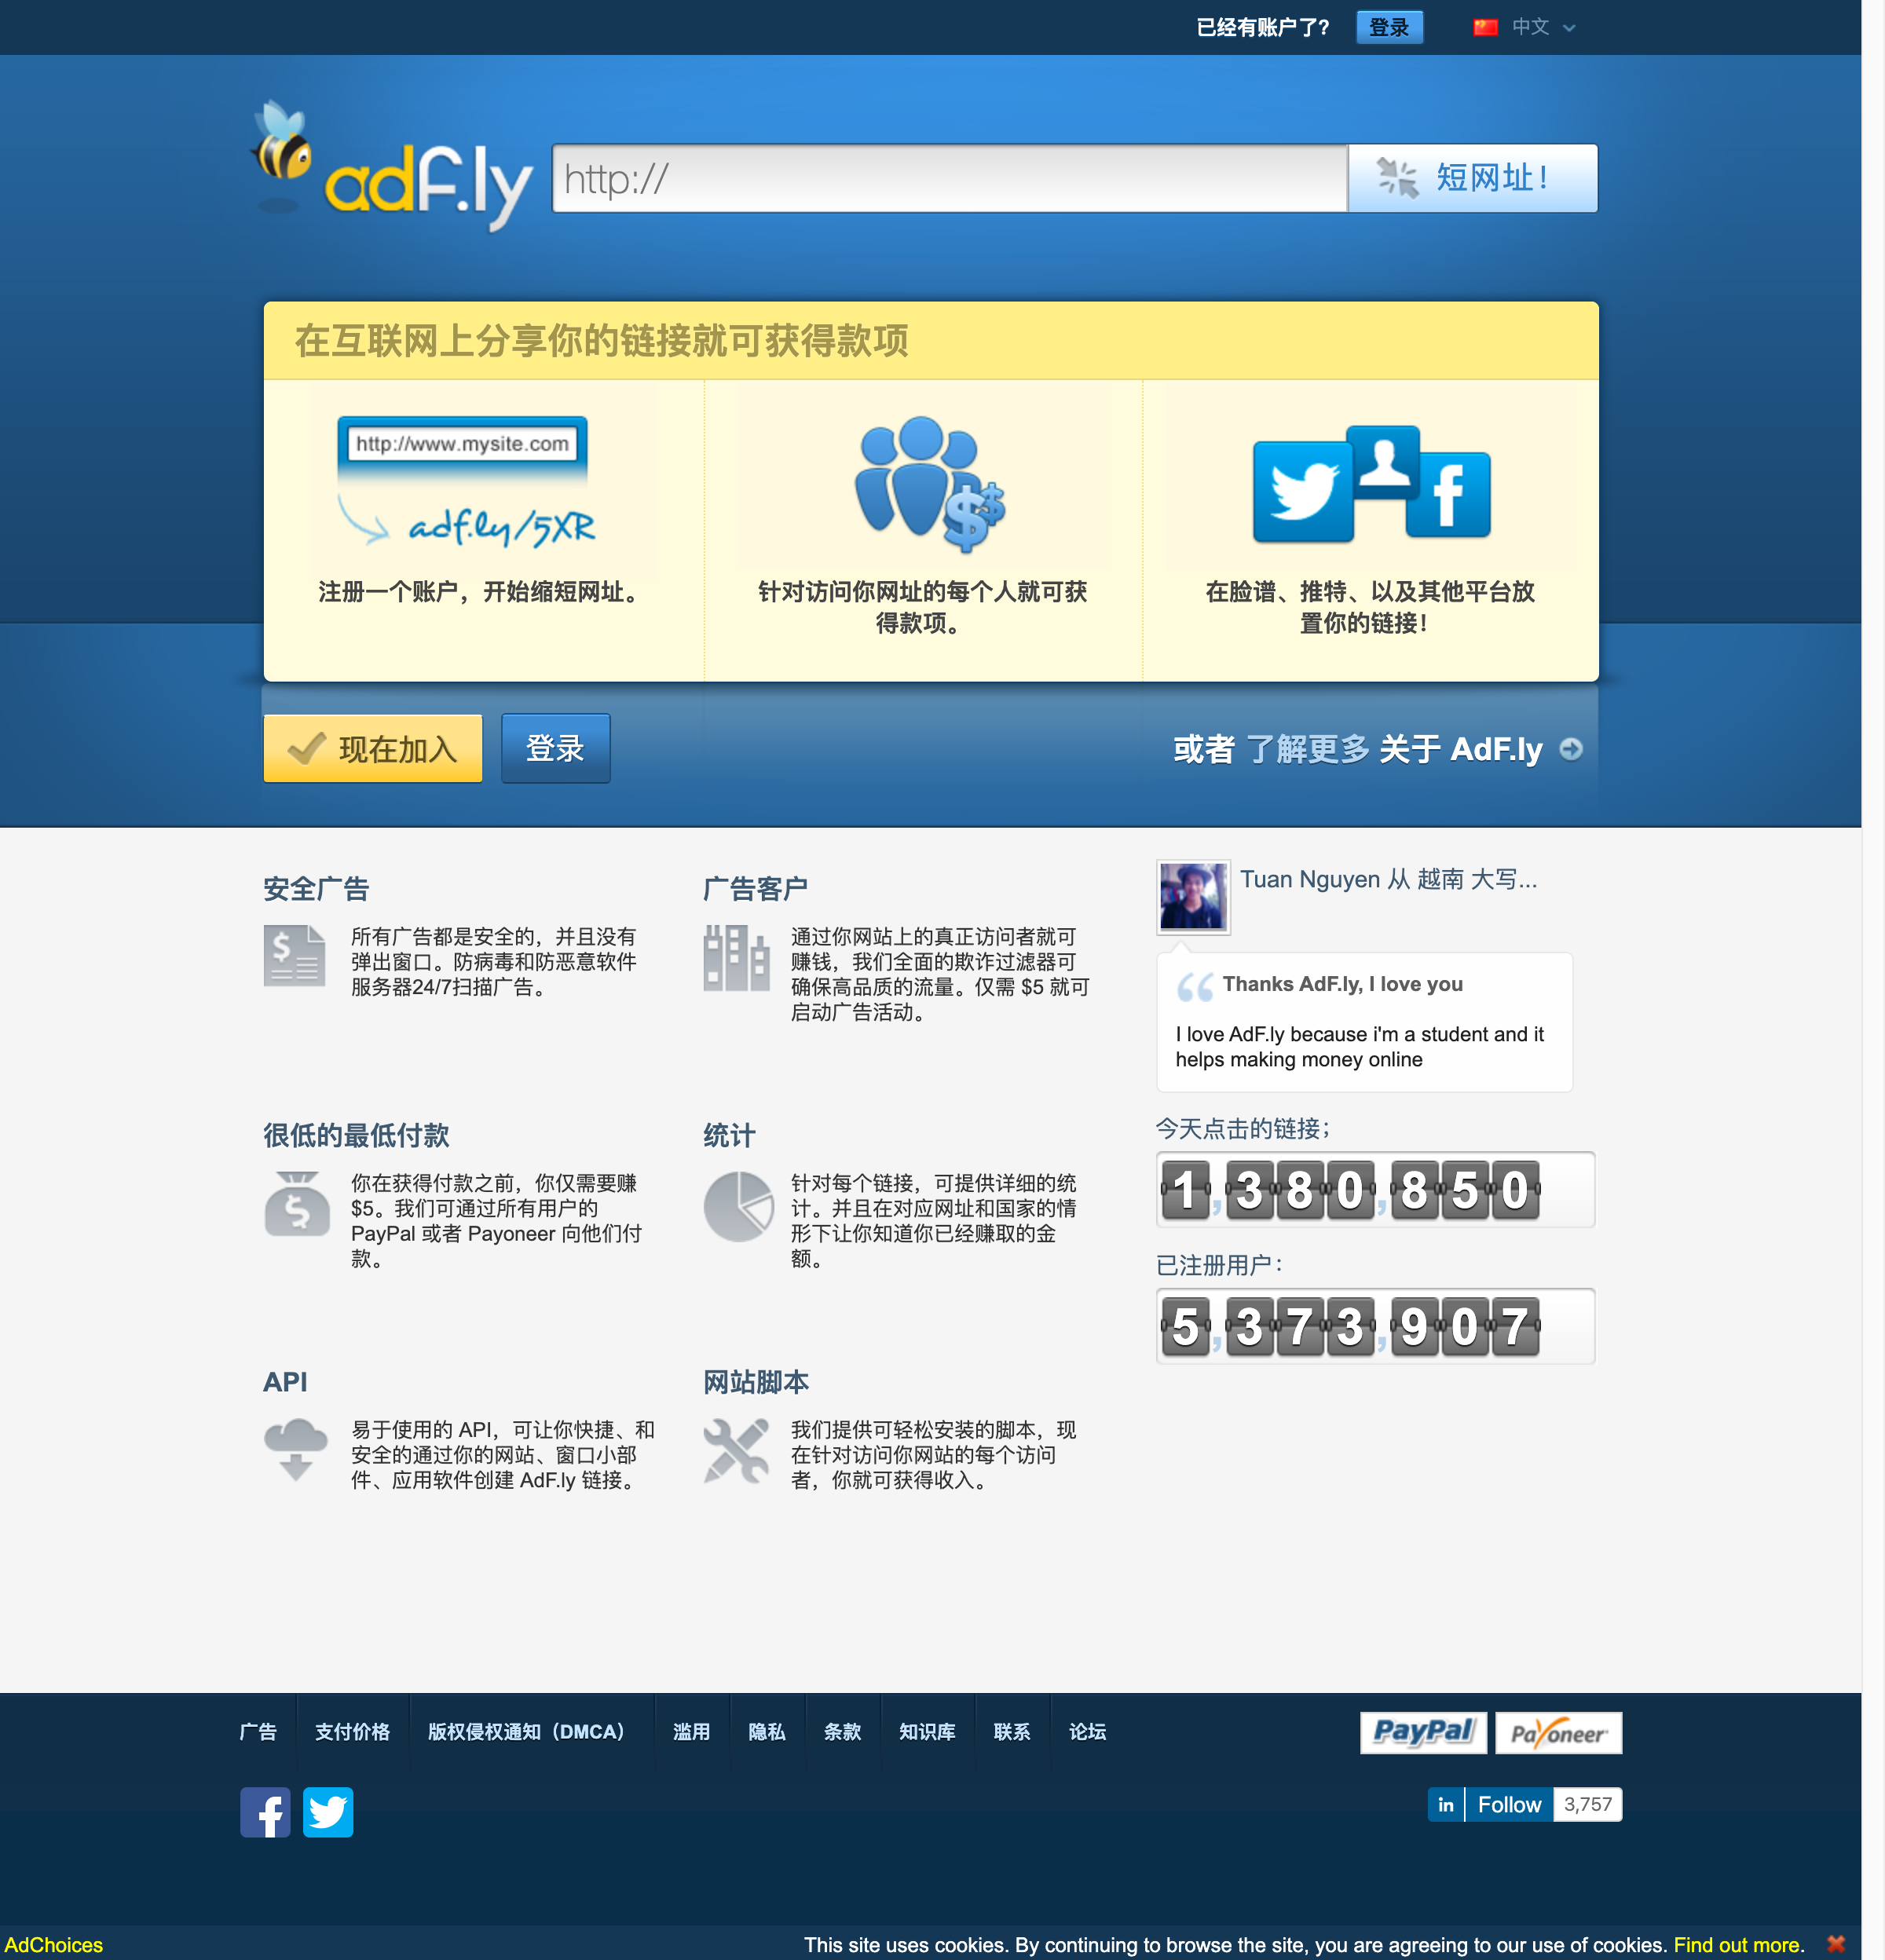 已经有账户了?
登录
中文
adf.ly
http://
短网址!
在互联网上分享你的链接就可获得款项
http://www.mysite.com
adf.ly/5XR
注册一个账户，开始缩短网址。
针对访问你网址的每个人就可获
得款项。
在脸谱、推特、以及其他平台放
置你的链接!
现在加入
登录
或者 了解更多 关于 AdF.ly
安全广告
所有广告都是安全的，并且没有
弹出窗口。防病毒和防恶意软件
服务器24/7扫描广告。
广告客户
通过你网站上的真正访问者就可
赚钱，我们全面的欺诈过滤器可
确保高品质的流量。仅需 $5 就可
启动广告活动。
Tuan Nguyen 从 越南 大写...
Thanks AdF.ly, I love you
I love AdF.ly because i'm a student and it
helps making money online
很低的最低付款
你在获得付款之前，你仅需要赚
$5。我们可通过所有用户的
PayPal 或者 Payoneer 向他们付
款。
统计
针对每个链接，可提供详细的统
计。并且在对应网址和国家的情
形下让你知道你已经赚取的金
额。
今天点击的链接；
1,380,850
已注册用户：
5,373,907
API
易于使用的 API，可让你快捷、和
安全的通过你的网站、窗口小部
件、应用软件创建 AdF.ly 链接。
网站脚本
我们提供可轻松安装的脚本，现
在针对访问你网站的每个访问
者，你就可获得收入。
广告
支付价格
版权侵权通知（DMCA）
滥用
隐私
条款
知识库
联系
论坛
PayPal
Payoneer
in Follow 3,757
AdChoices
This site uses cookies. By continuing to browse the site, you are agreeing to our use of cookies. Find out more.